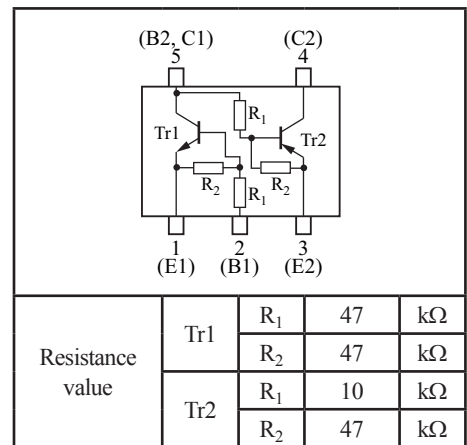 (B2, C1) (C2)
5 4
R1
Tr1 Tr2
R2 R1 R2
1 2 3
(E1) (B1) (E2)
Resistance value Tr1 R1 47 kΩ
R2 47 kΩ
Tr2 R1 10 kΩ
R2 47 kΩ